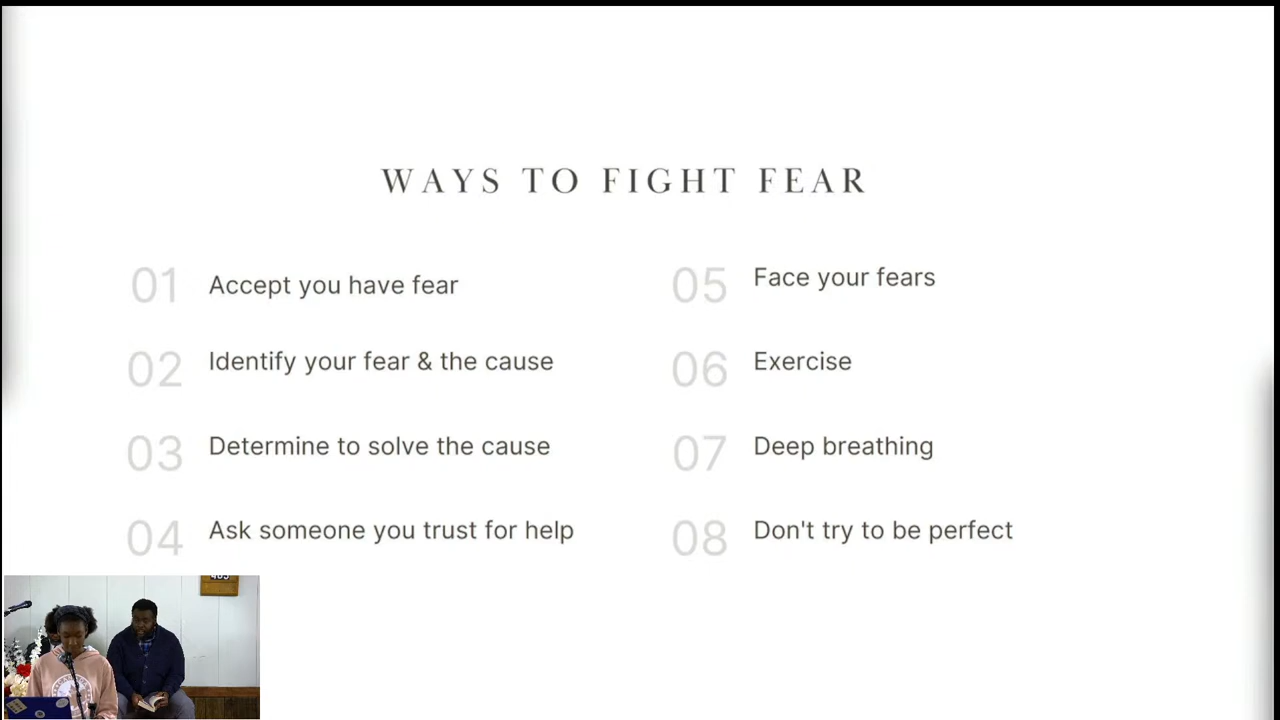 WAYS TO FIGHT FEAR
01 Accept you have fear
02 Identify your fear & the cause
03 Determine to solve the cause
04 Ask someone you trust for help
05 Face your fears
06 Exercise
07 Deep breathing
08 Don't try to be perfect